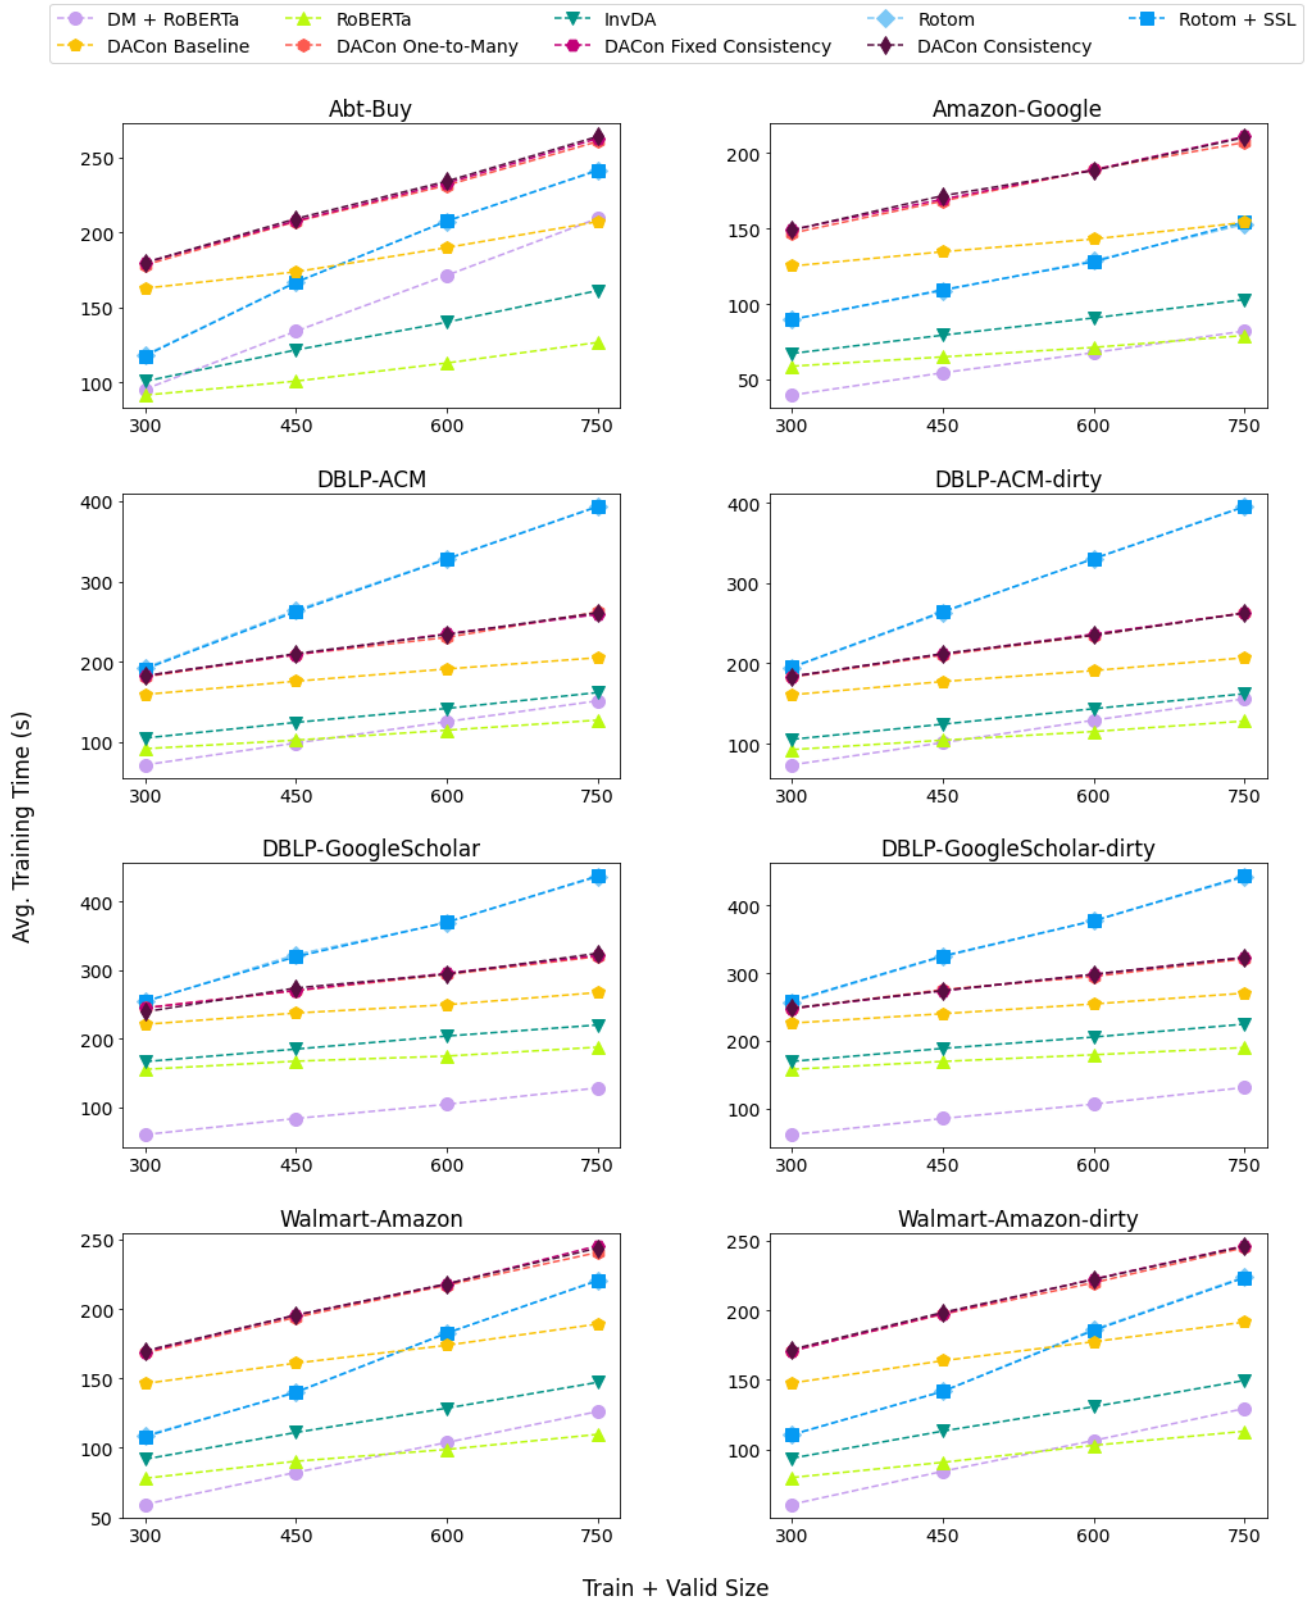 DM + RoBERTa RoBERTa InvDA Rotom Rotom + SSL
DACon Baseline DACon One-to-Many DACon Fixed Consistency DACon Consistency
Abt-Buy
250
200
150
100
300 450 600 750
Amazon-Google
200
150
100
50
300 450 600 750
DBLP-ACM
400
300
200
100
300 450 600 750
DBLP-ACM-dirty
400
300
200
100
300 450 600 750
Avg. Training Time (s)
DBLP-GoogleScholar
400
300
200
100
300 450 600 750
DBLP-GoogleScholar-dirty
400
300
200
100
300 450 600 750
Walmart-Amazon
250
200
150
100
50
300 450 600 750
Walmart-Amazon-dirty
250
200
150
100
300 450 600 750
Train + Valid Size